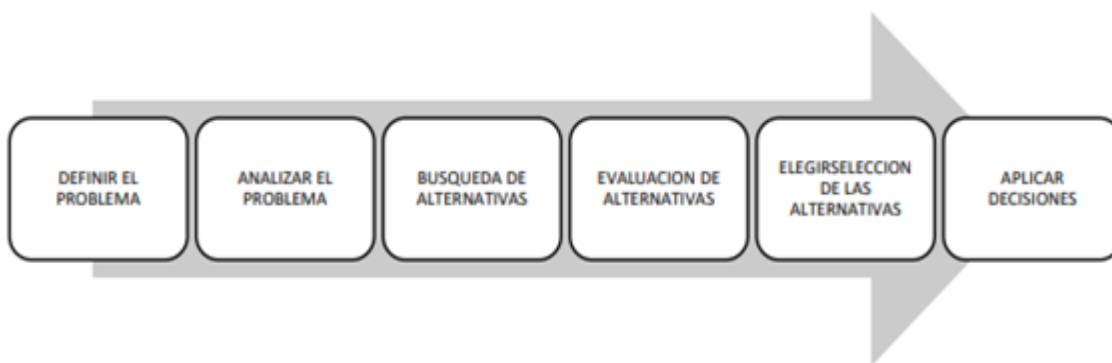 DEFINIR EL
PROBLEMA
ANALIZAR EL
PROBLEMA
BUSQUEDA DE
ALTERNATIVAS
EVALUACION DE
ALTERNATIVAS
ELEGIRSELECCION
DE LAS
ALTERNATIVAS
APLICAR
DECISIONES